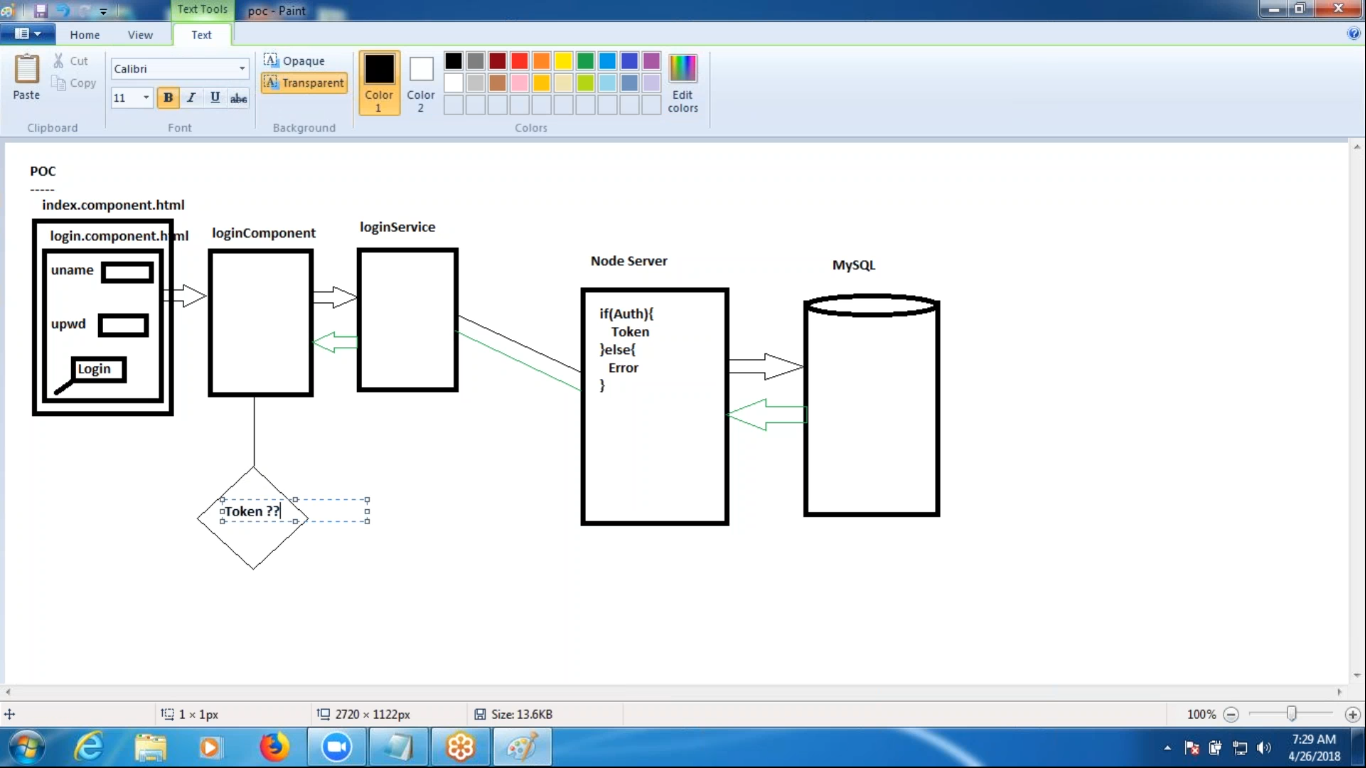 Text Tools
poc - Paint
Home
View
Text
Paste
Cut
Copy
Clipboard
Calibri
11
B I U abc
Font
Opaque
Transparent
Background
Color
1
Color
2
Edit
colors
Colors
POC
-----
index.component.html
login.component.html
uname
upwd
Login
loginComponent
loginService
Node Server
if(Auth){
Token
}else{
Error
}
MySQL
Token ??
1 × 1px
2720 × 1122px
Size: 13.6KB
100%
7:29 AM
4/26/2018